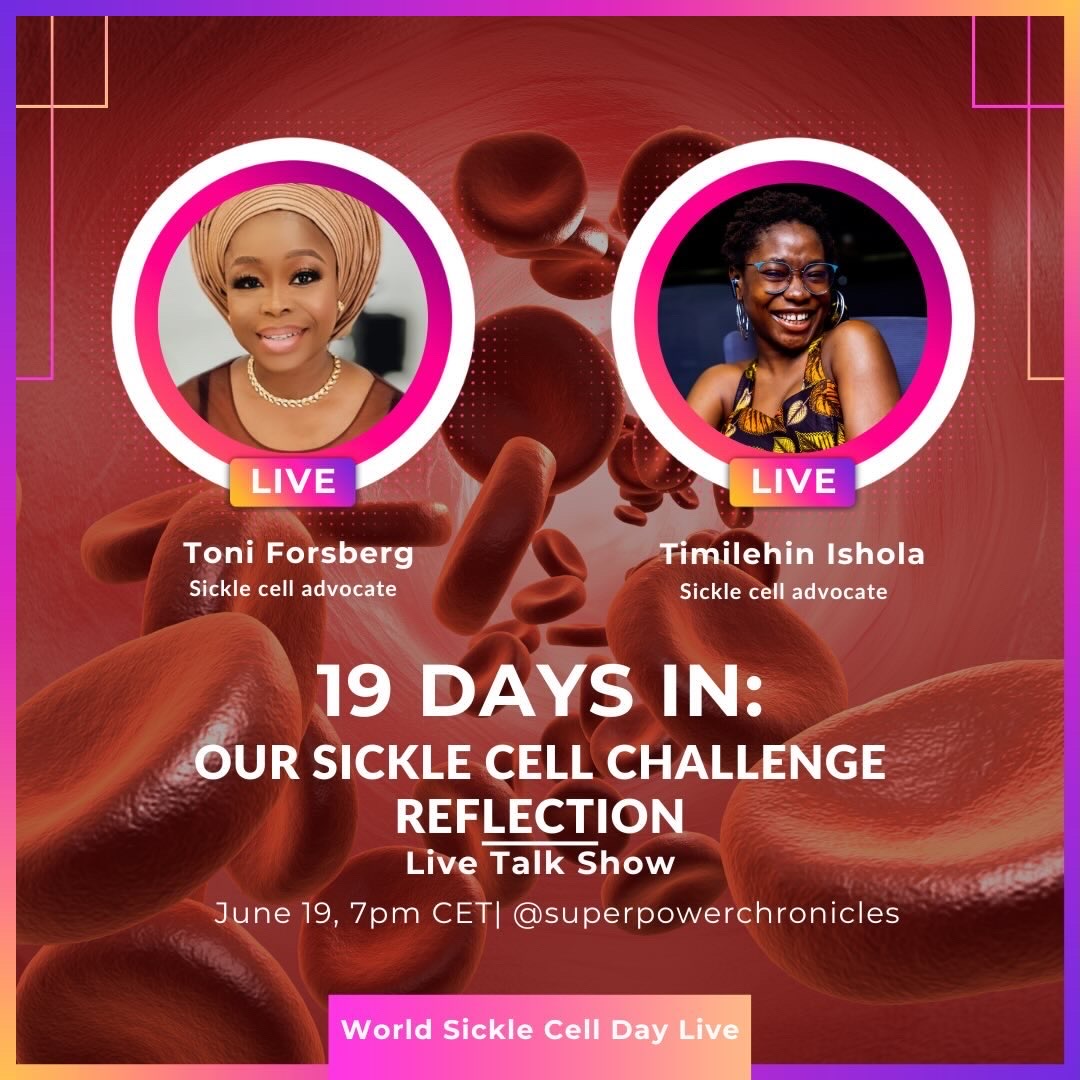 LIVE
LIVE
Toni Forsberg
Sickle cell advocate
Timilehin Ishola
Sickle cell advocate
19 DAYS IN:
OUR SICKLE CELL CHALLENGE
REFLECTION
Live Talk Show
June 19, 7pm CET| @superpowerchronicles
World Sickle Cell Day Live